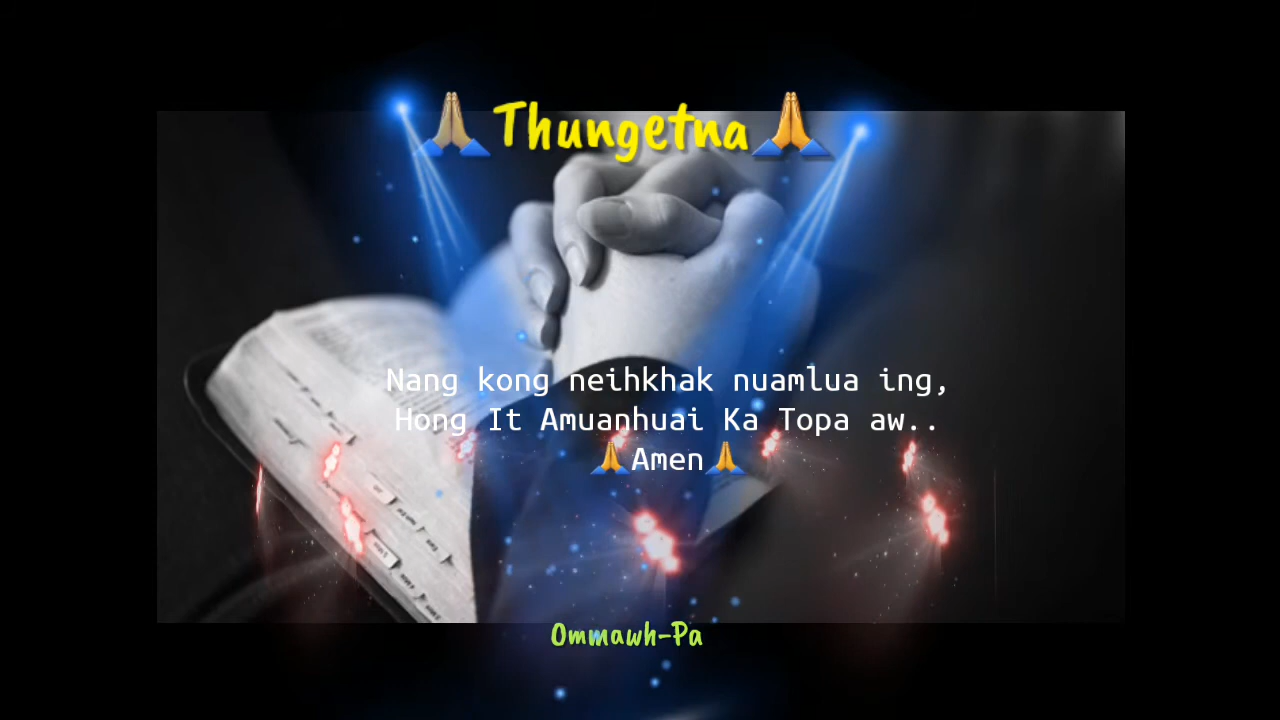 🙏Thungetna🙏
Nang kong neihkhak nuamlua ing,
Hong It Amuanhuai Ka Topa aw..
🙏Amen🙏
Ommawh-Pa